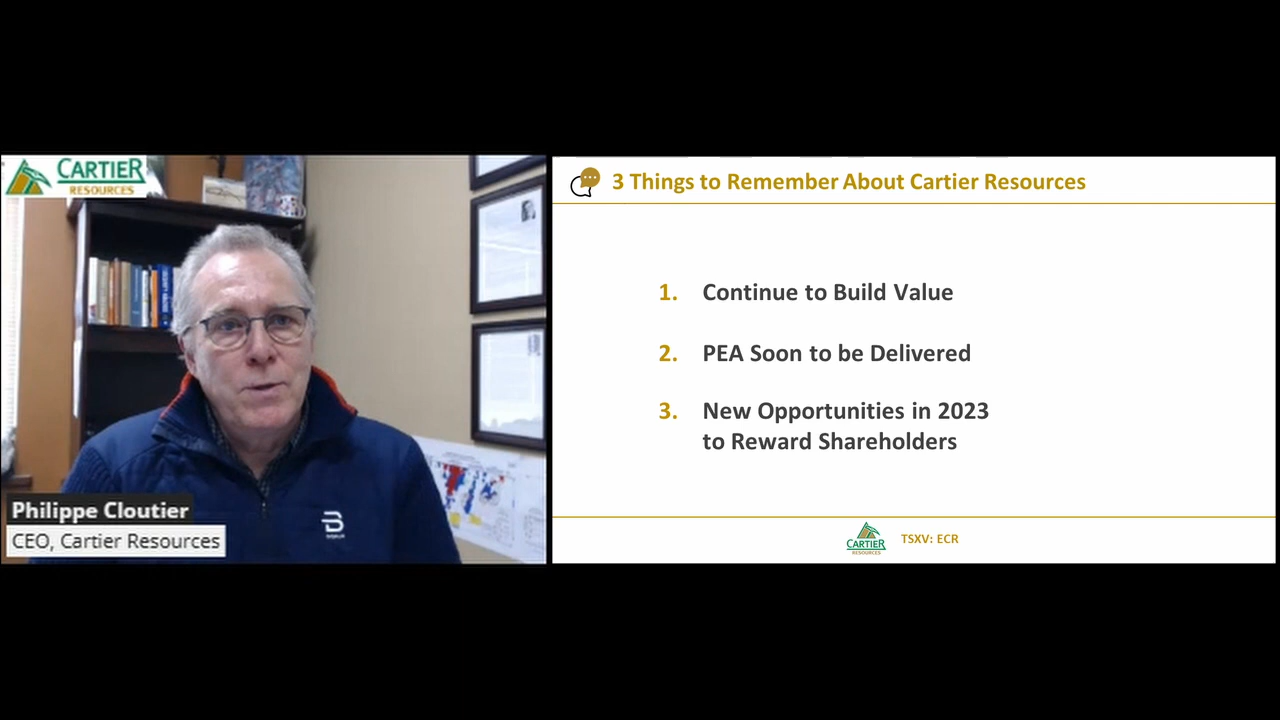 CARTIER
RESOURCES
Philippe Cloutier
CEO, Cartier Resources
3 Things to Remember About Cartier Resources
1. Continue to Build Value
2. PEA Soon to be Delivered
3. New Opportunities in 2023
to Reward Shareholders
CARTIER
RESOURCES
TSXV: ECR